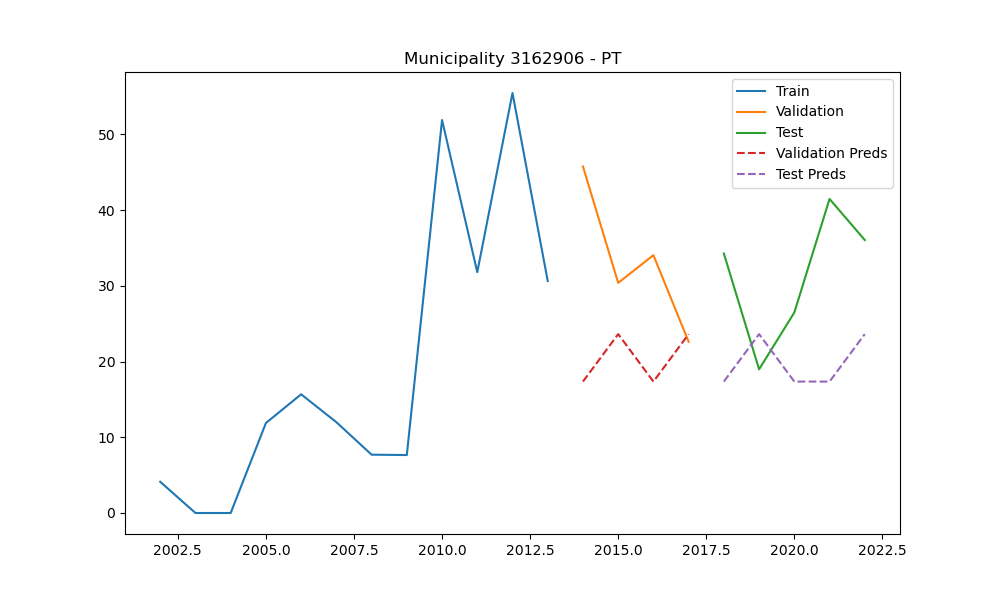 Municipality 3162906 - PT
Train
Validation
Test
Validation Preds
Test Preds
50
40
30
20
10
0
2002.5 2005.0 2007.5 2010.0 2012.5 2015.0 2017.5 2020.0 2022.5